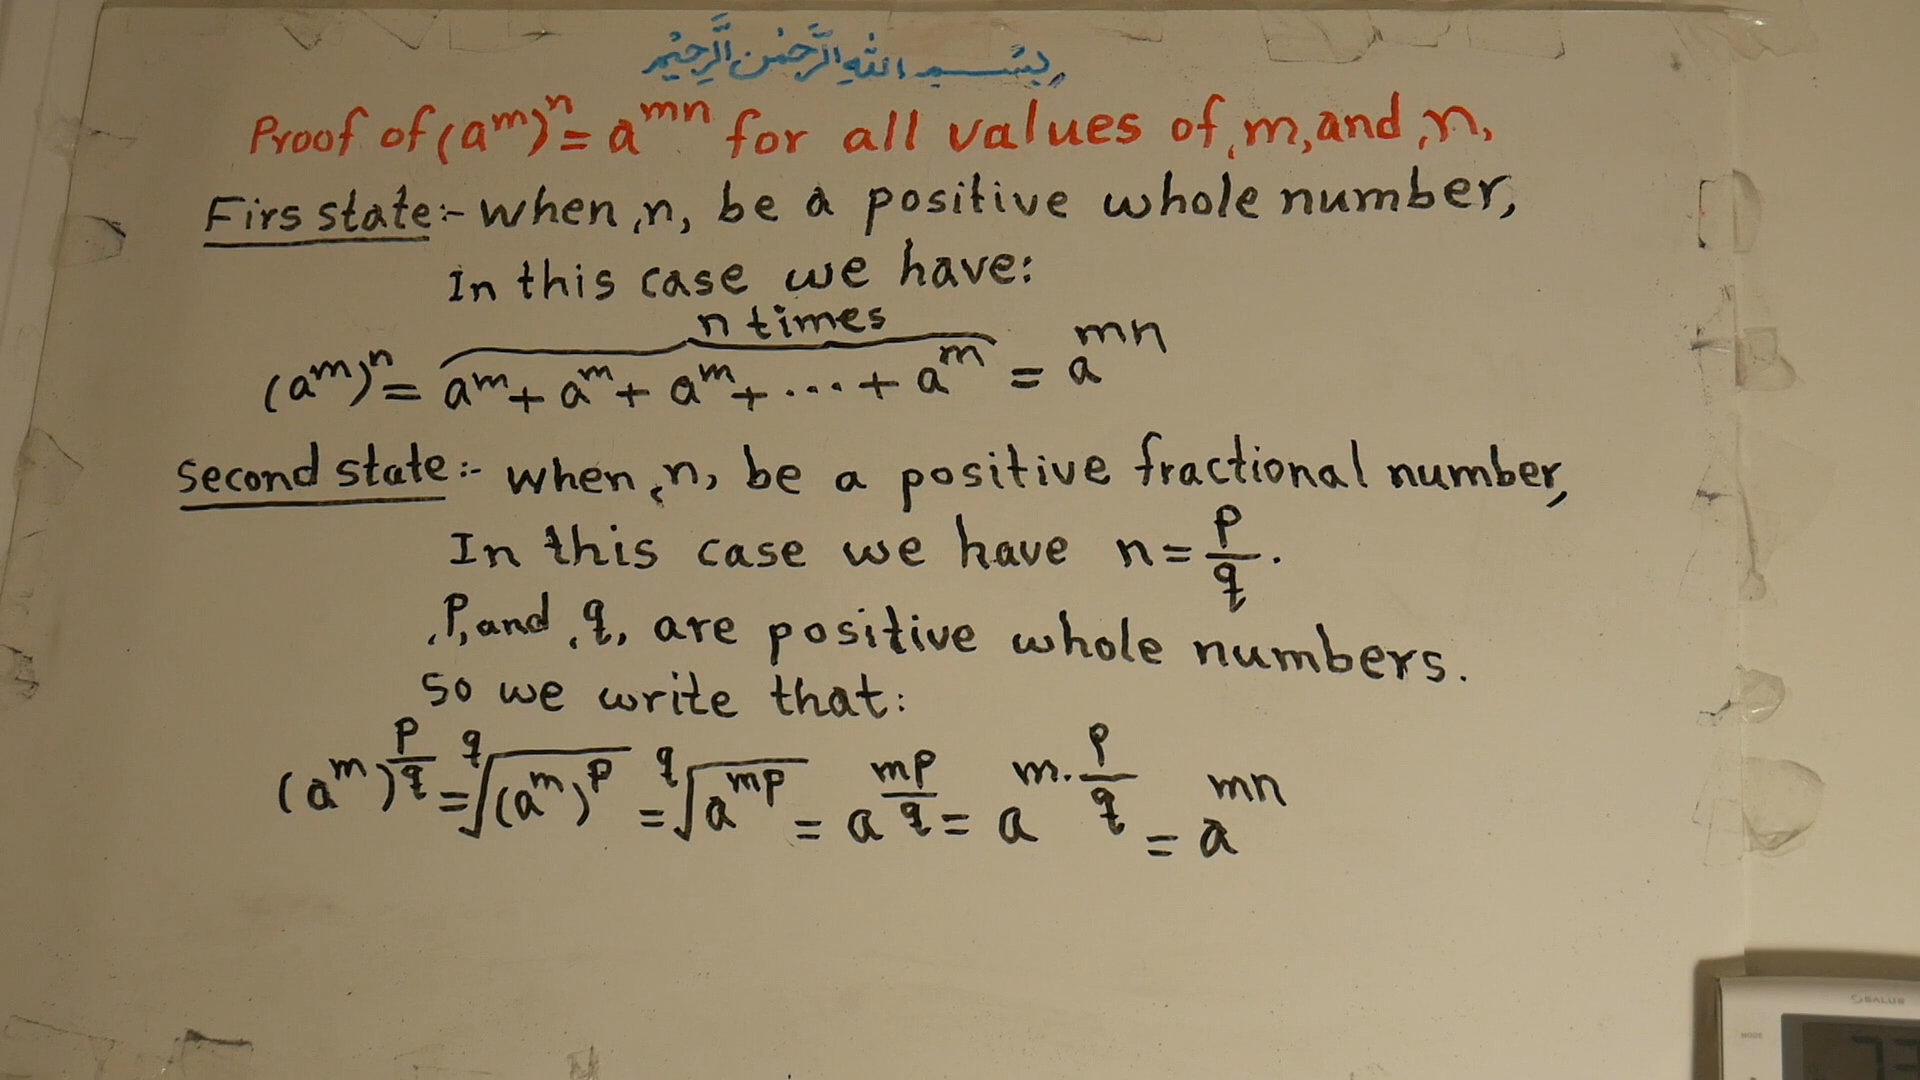 بِسْمِ اللهِ الرَّحْمٰنِ الرَّحِيْمِ
Proof of (a^m)^n = a^mn for all values of ,m, and ,n,
Firs state:- when ,n, be a positive whole number,
In this case we have:
n times
(a^m)^n = a^m + a^m + a^m + ... + a^m = a^mn
Second state:- when ,n, be a positive fractional number,
In this case we have n = p/q.
,P, and ,q, are positive whole numbers.
So we write that:
(a^m)^p/q = q√(a^m)^p = q√a^mp = a^mp/q = a^m.p/q = a^mn
SALUS
MODE